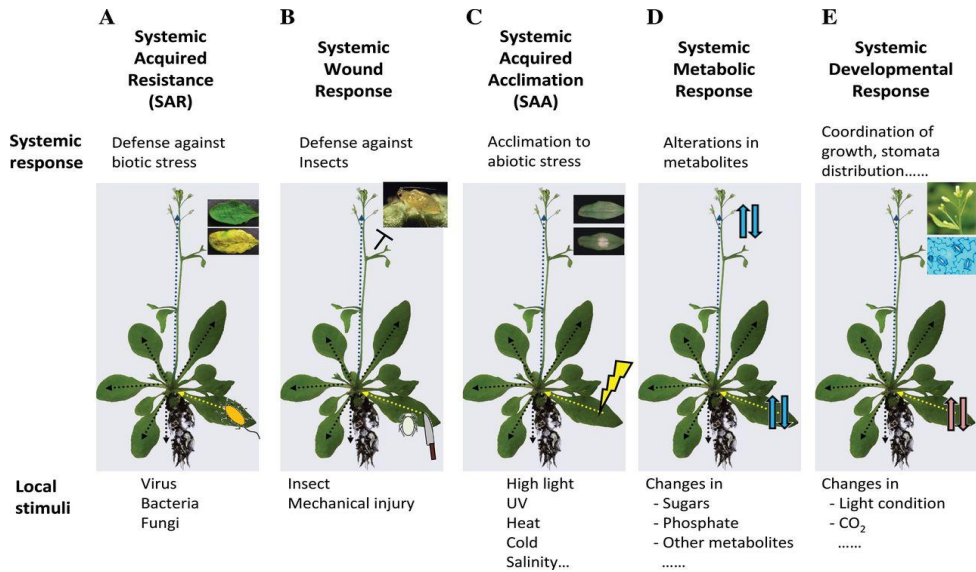 A
Systemic
Acquired
Resistance
(SAR)
B
Systemic
Wound
Response
C
Systemic
Acquired
Acclimation
(SAA)
D
Systemic
Metabolic
Response
E
Systemic
Developmental
Response
Systemic
response
Defense against
biotic stress
Defense against
Insects
Acclimation to
abiotic stress
Alterations in
metabolites
Coordination of
growth, stomata
distribution……
Local
stimuli
Virus
Bacteria
Fungi
Insect
Mechanical injury
High light
UV
Heat
Cold
Salinity…
Changes in
- Sugars
- Phosphate
- Other metabolites
……
Changes in
- Light condition
- CO₂
……